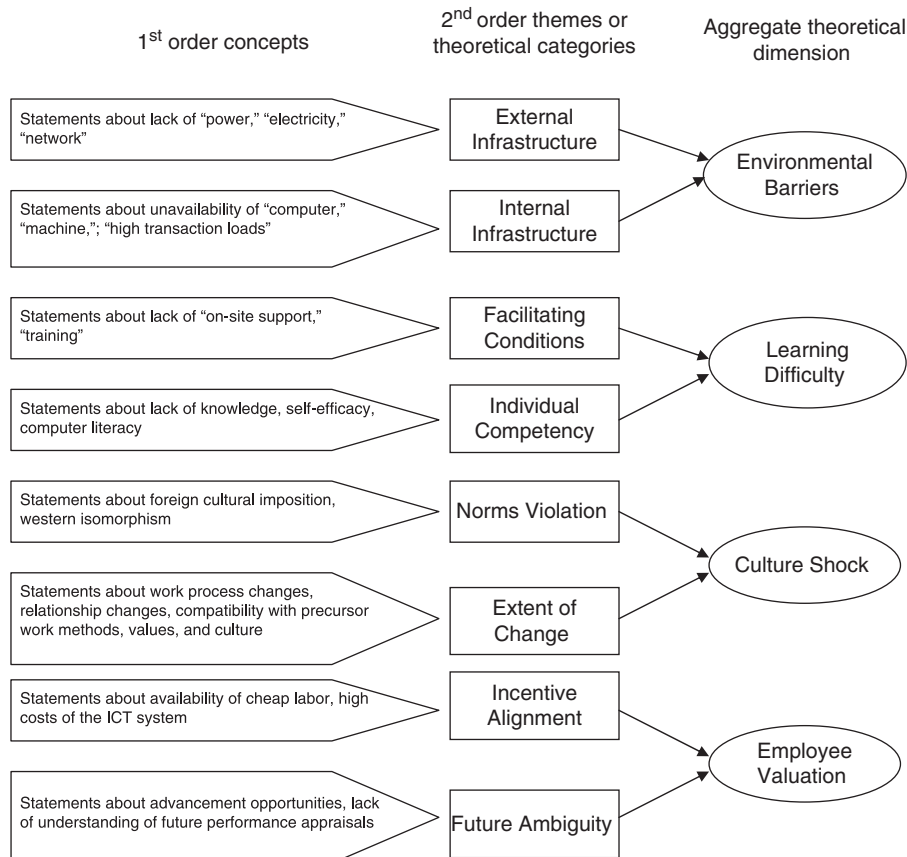 1st order concepts
2nd order themes or
theoretical categories
Aggregate theoretical
dimension
Statements about lack of “power,” “electricity,”
“network”
External
Infrastructure
Environmental
Barriers
Statements about unavailability of “computer,”
“machine,”; “high transaction loads”
Internal
Infrastructure
Statements about lack of “on-site support,”
“training”
Facilitating
Conditions
Learning
Difficulty
Statements about lack of knowledge, self-efficacy,
computer literacy
Individual
Competency
Statements about foreign cultural imposition,
western isomorphism
Norms Violation
Culture Shock
Statements about work process changes,
relationship changes, compatibility with precursor
work methods, values, and culture
Extent of
Change
Statements about availability of cheap labor, high
costs of the ICT system
Incentive
Alignment
Employee
Valuation
Statements about advancement opportunities, lack
of understanding of future performance appraisals
Future Ambiguity